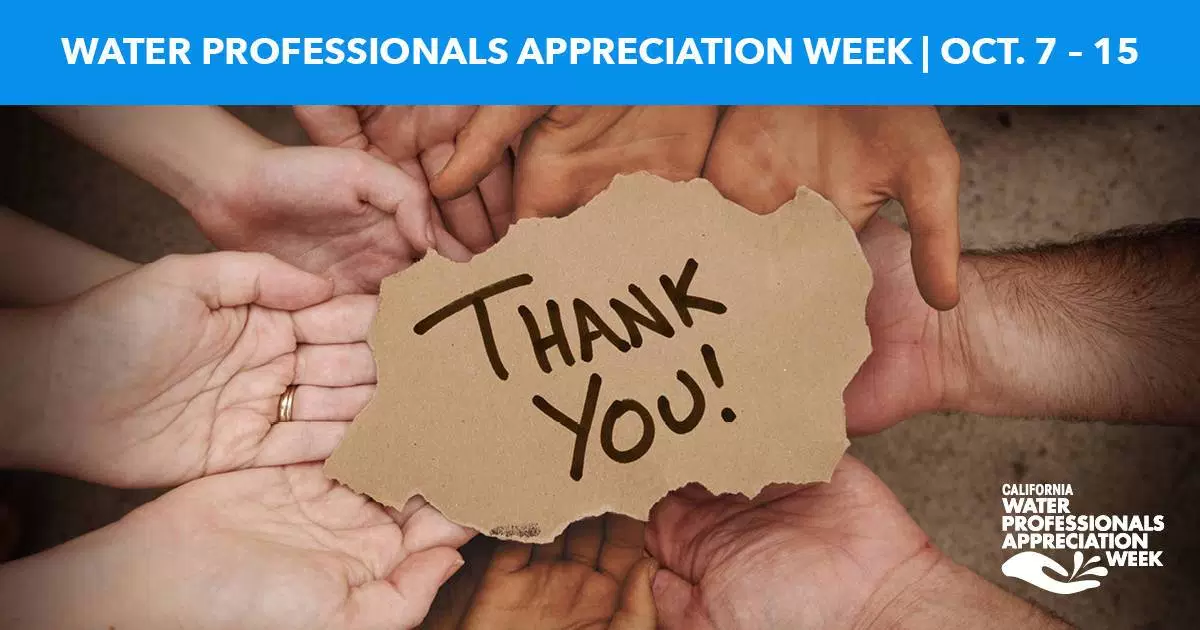 WATER PROFESSIONALS APPRECIATION WEEK | OCT. 7 – 15
THANK
YOU!
CALIFORNIA
WATER
PROFESSIONALS
APPRECIATION
WEEK